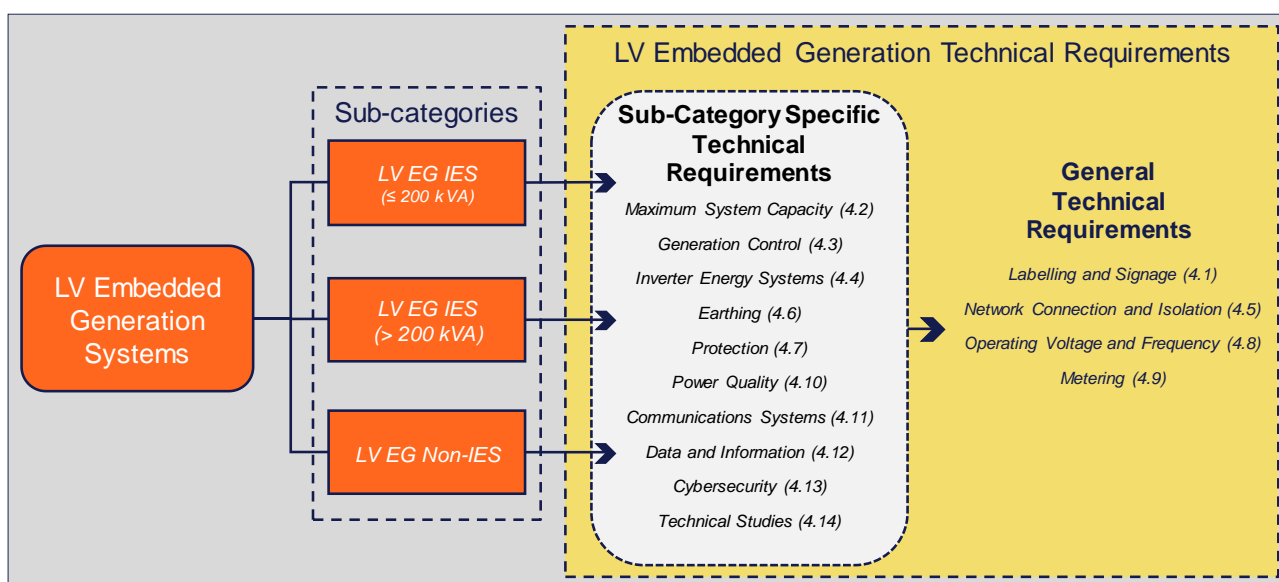 LV Embedded Generation Technical Requirements
Sub-categories
LV EG IES
(≤ 200 kVA)
LV EG IES
(> 200 kVA)
LV EG Non-IES
LV Embedded
Generation
Systems
Sub-Category Specific
Technical
Requirements
Maximum System Capacity (4.2)
Generation Control (4.3)
Inverter Energy Systems (4.4)
Earthing (4.6)
Protection (4.7)
Power Quality (4.10)
Communications Systems (4.11)
Data and Information (4.12)
Cybersecurity (4.13)
Technical Studies (4.14)
General
Technical
Requirements
Labelling and Signage (4.1)
Network Connection and Isolation (4.5)
Operating Voltage and Frequency (4.8)
Metering (4.9)